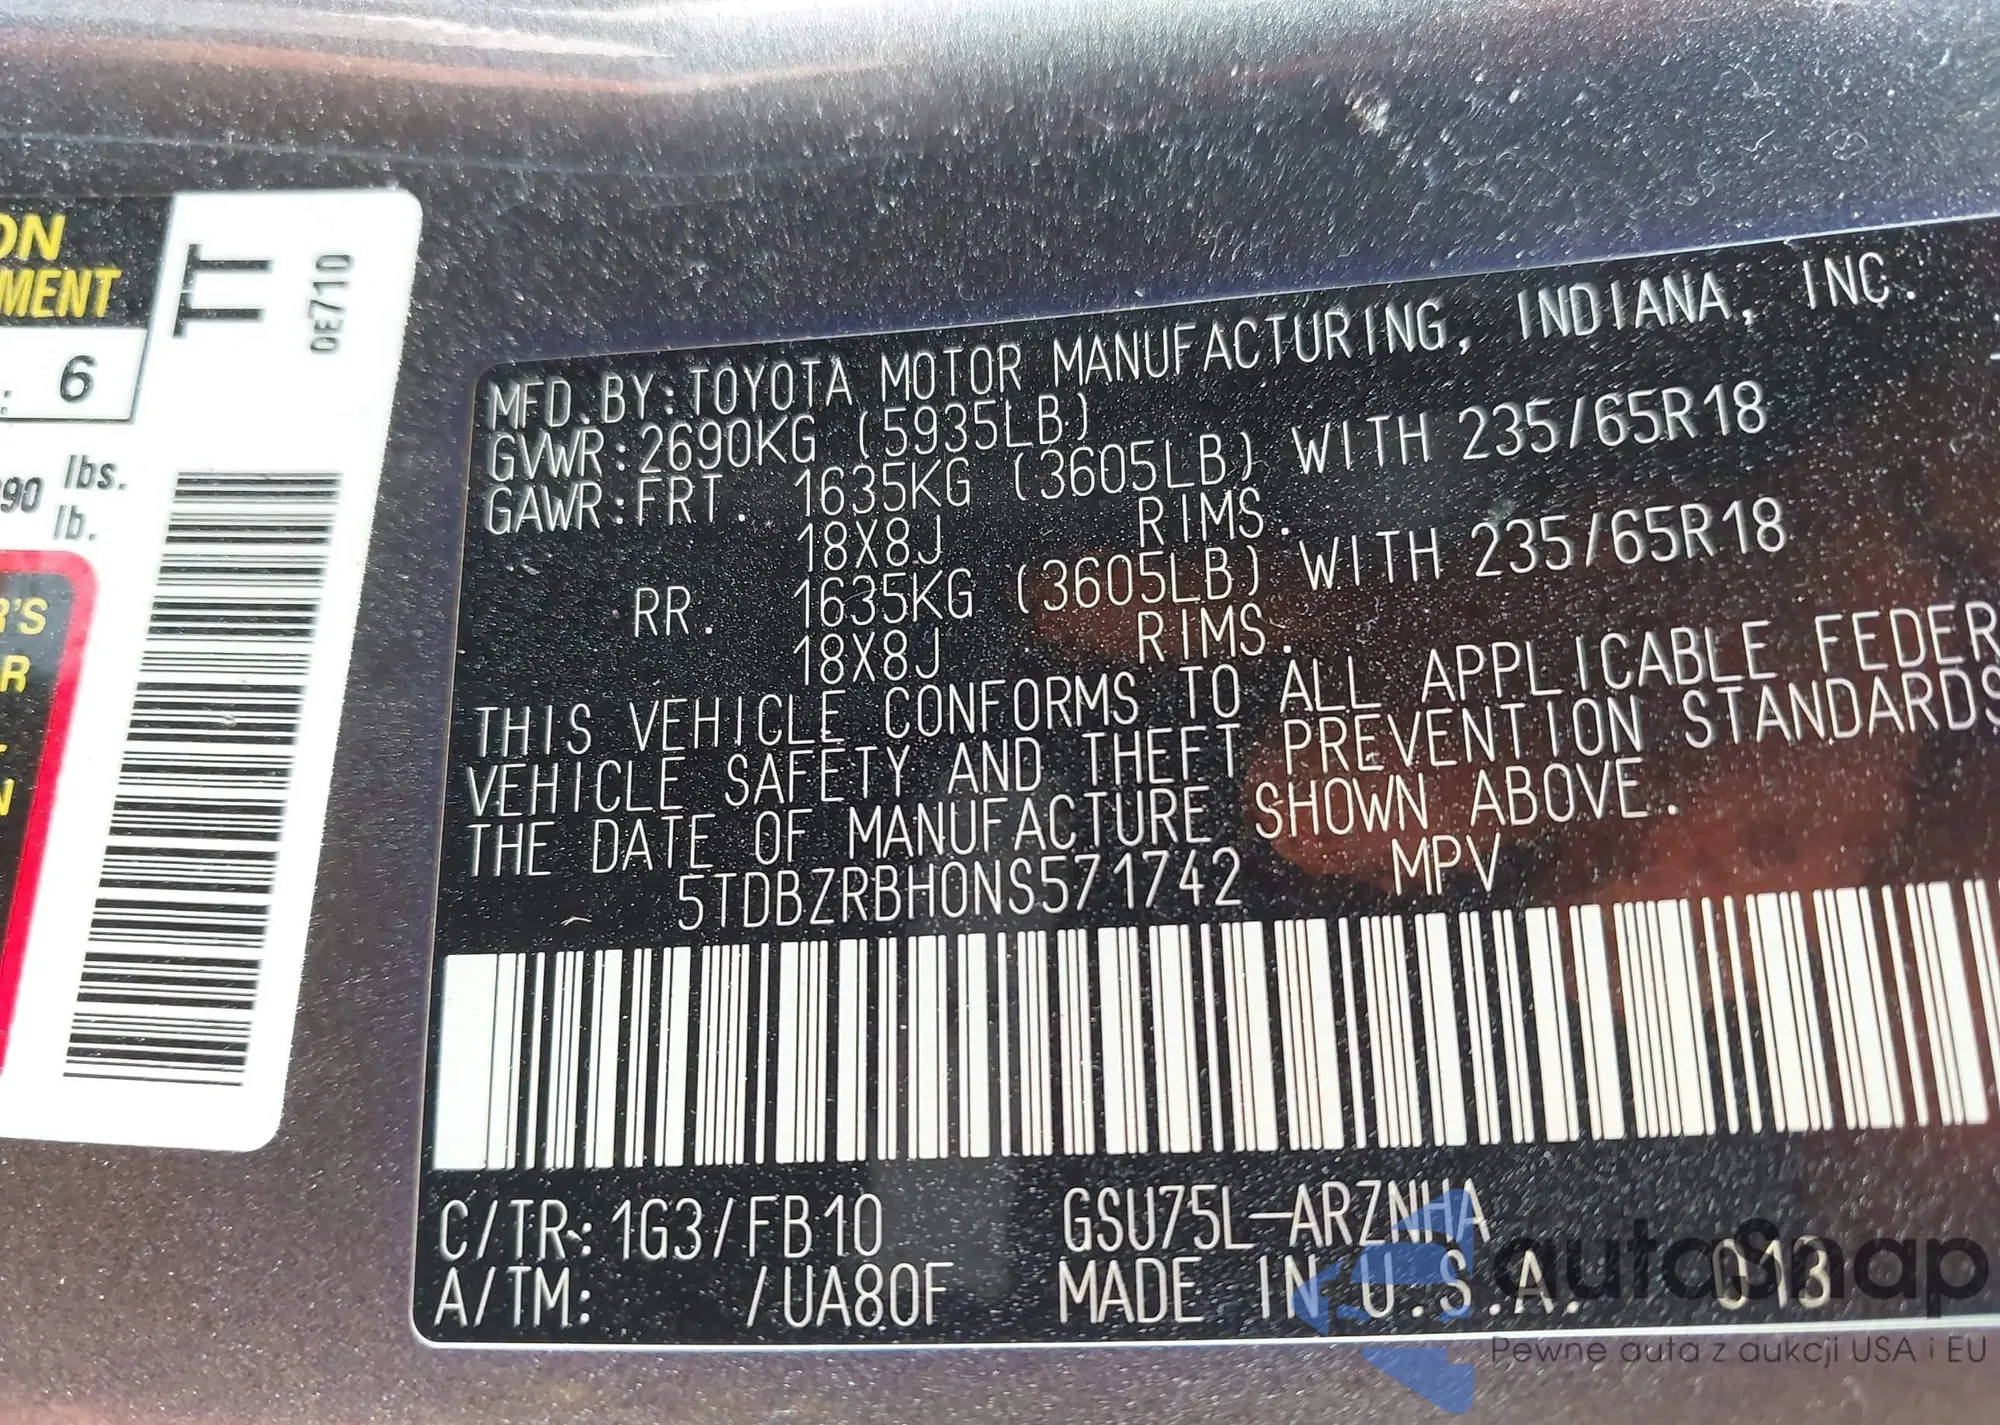 ON
MENT
6
TT
0E710
90 lbs.
lb.
R'S
R
N
MFD.BY:TOYOTA MOTOR MANUFACTURING, INDIANA, INC.
GVWR:2690KG (5935LB)
GAWR:FRT. 1635KG (3605LB) WITH 235/65R18
18X8J RIMS.
RR. 1635KG (3605LB) WITH 235/65R18
18X8J RIMS.
THIS VEHICLE CONFORMS TO ALL APPLICABLE FEDER
VEHICLE SAFETY AND THEFT PREVENTION STANDARDS
THE DATE OF MANUFACTURE SHOWN ABOVE.
5TDBZRBH0NS571742 MPV
C/TR: 1G3/FB10 GSU75L-ARZNHA
A/TM: /UA80F MADE IN U.S.A. 013
autoSnap
Pewne auta z aukcji USA i EU